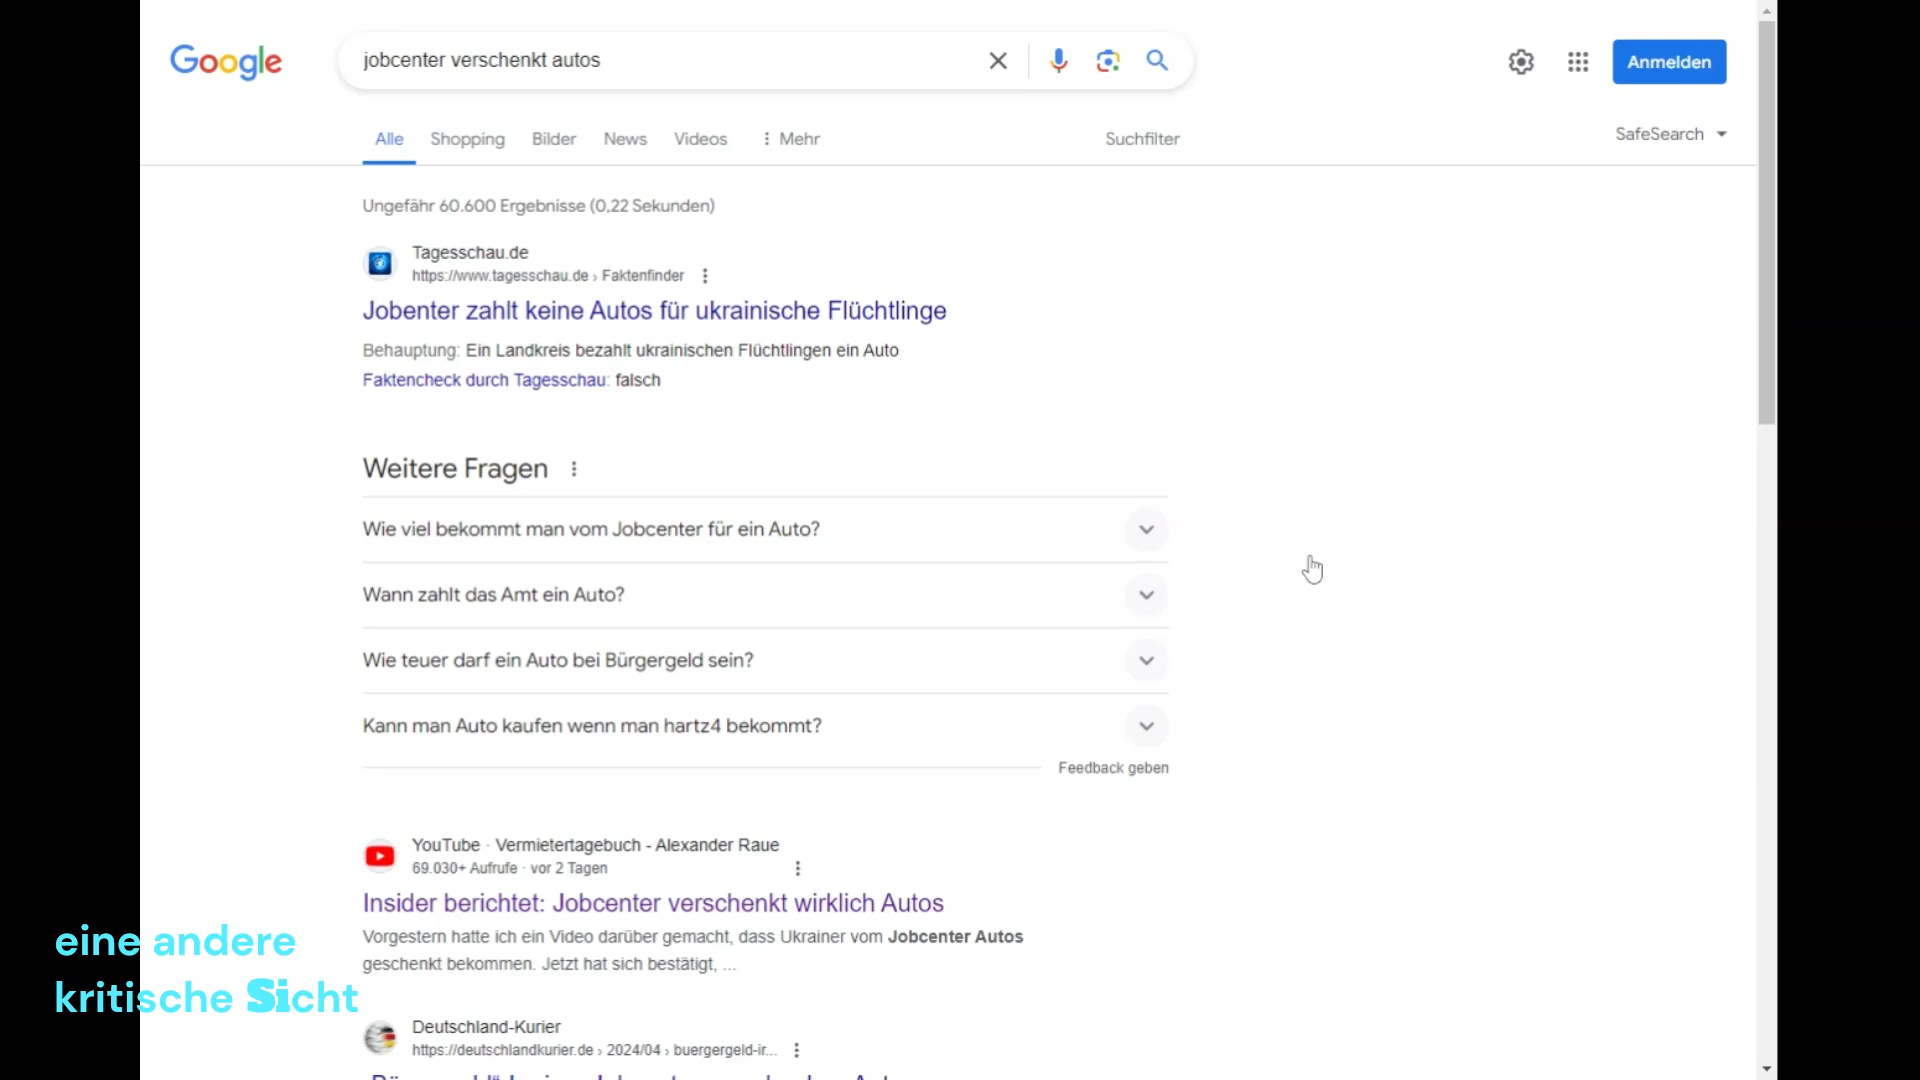 Google
jobcenter verschenkt autos
Anmelden
Alle
Shopping
Bilder
News
Videos
Mehr
Suchfilter
SafeSearch
Ungefähr 60.600 Ergebnisse (0,22 Sekunden)
Tagesschau.de
https://www.tagesschau.de › Faktenfinder
Jobenter zahlt keine Autos für ukrainische Flüchtlinge
Behauptung: Ein Landkreis bezahlt ukrainischen Flüchtlingen ein Auto
Faktencheck durch Tagesschau: falsch
Weitere Fragen
Wie viel bekommt man vom Jobcenter für ein Auto?
Wann zahlt das Amt ein Auto?
Wie teuer darf ein Auto bei Bürgergeld sein?
Kann man Auto kaufen wenn man hartz4 bekommt?
Feedback geben
YouTube · Vermietertagebuch - Alexander Raue
69.030+ Aufrufe · vor 2 Tagen
Insider berichtet: Jobcenter verschenkt wirklich Autos
Vorgestern hatte ich ein Video darüber gemacht, dass Ukrainer vom Jobcenter Autos
geschenkt bekommen. Jetzt hat sich bestätigt, ...
eine andere
kritische Sicht
Deutschland-Kurier
https://deutschlandkurier.de › 2024/04 › buergergeld-ir...